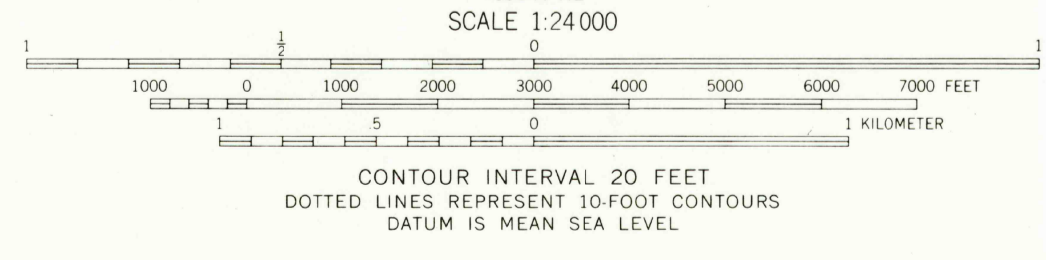 SCALE 1:24000
1 1/2 0 1
1000 0 1000 2000 3000 4000 5000 6000 7000 FEET
1 .5 0 1 KILOMETER
CONTOUR INTERVAL 20 FEET
DOTTED LINES REPRESENT 10-FOOT CONTOURS
DATUM IS MEAN SEA LEVEL